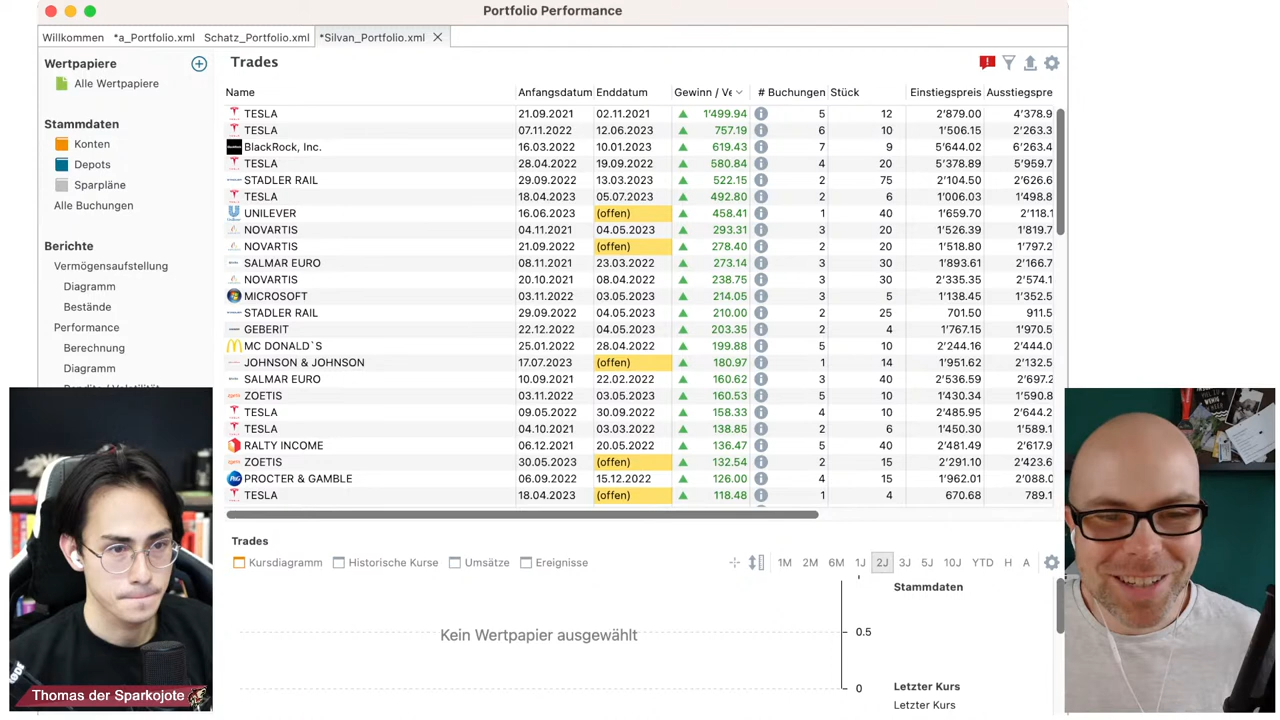 Portfolio Performance
Willkommen *a_Portfolio.xml Schatz_Portfolio.xml *Silvan_Portfolio.xml
Wertpapiere
Alle Wertpapiere
Stammdaten
Konten
Depots
Sparpläne
Alle Buchungen
Berichte
Vermögensaufstellung
Diagramm
Bestände
Performance
Berechnung
Diagramm
Trades
Name Anfangsdatum Enddatum Gewinn / Ve # Buchungen Stück Einstiegspreis Ausstiegspre
TESLA 21.09.2021 02.11.2021 1'499.94 5 12 2'879.00 4'378.9
TESLA 07.11.2022 12.06.2023 757.19 6 10 1'506.15 2'263.3
BlackRock, Inc. 16.03.2022 10.01.2023 619.43 7 9 5'644.02 6'263.4
TESLA 28.04.2022 19.09.2022 580.84 4 20 5'378.89 5'959.7
STADLER RAIL 29.09.2022 13.03.2023 522.15 2 75 2'104.50 2'626.6
TESLA 18.04.2023 05.07.2023 492.80 2 6 1'006.03 1'498.8
UNILEVER 16.06.2023 (offen) 458.41 1 40 1'659.70 2'118.1
NOVARTIS 04.11.2021 04.05.2023 293.31 3 20 1'526.39 1'819.7
NOVARTIS 21.09.2022 (offen) 278.40 2 20 1'518.80 1'797.2
SALMAR EURO 08.11.2021 23.03.2022 273.14 3 30 1'893.61 2'166.7
NOVARTIS 20.10.2021 08.04.2022 238.75 3 30 2'335.35 2'574.1
MICROSOFT 03.11.2022 03.05.2023 214.05 3 5 1'138.45 1'352.5
STADLER RAIL 29.09.2022 04.05.2023 210.00 2 25 701.50 911.5
GEBERIT 22.12.2022 04.05.2023 203.35 2 4 1'767.15 1'970.5
MC DONALD`S 25.01.2022 28.04.2022 199.88 5 10 2'244.16 2'444.0
JOHNSON & JOHNSON 17.07.2023 (offen) 180.97 1 14 1'951.62 2'132.5
SALMAR EURO 10.09.2021 22.02.2022 160.62 3 40 2'536.59 2'697.2
ZOETIS 03.11.2022 03.05.2023 160.53 5 10 1'430.34 1'590.8
TESLA 09.05.2022 30.09.2022 158.33 4 10 2'485.95 2'644.2
TESLA 04.10.2021 03.03.2022 138.85 5 6 1'450.30 1'589.1
RALTY INCOME 06.12.2021 20.05.2022 136.47 5 40 2'481.49 2'617.9
ZOETIS 30.05.2023 (offen) 132.54 2 15 2'291.10 2'423.6
PROCTER & GAMBLE 06.09.2022 15.12.2022 126.00 4 15 1'962.01 2'088.0
TESLA 18.04.2023 (offen) 118.48 1 4 670.68 789.1
Trades
Kursdiagramm Historische Kurse Umsätze Ereignisse 1M 2M 6M 1J 2J 3J 5J 10J YTD H A
Kein Wertpapier ausgewählt
0.5
0
Stammdaten
Letzter Kurs
Letzter Kurs
Thomas der Sparkojote